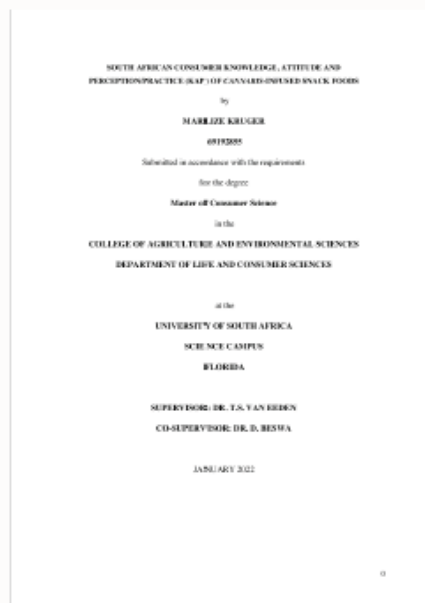 SOUTH AFRICAN CONSUMER KNOWLEDGE, ATTITUDE AND
PERCEPTION/PRACTICE (KAP) OF CANNABIS-INFUSED SNACK FOODS
by
MARILIZE KRUGER
69192855
Submitted in accordance with the requirements
for the degree
Master of Consumer Science
in the
COLLEGE OF AGRICULTURE AND ENVIRONMENTAL SCIENCES
DEPARTMENT OF LIFE AND CONSUMER SCIENCES
at the
UNIVERSITY OF SOUTH AFRICA
SCIENCE CAMPUS
FLORIDA
SUPERVISOR: DR. T.S. VAN EEDEN
CO-SUPERVISOR: DR. D. BESWA
JANUARY 2022